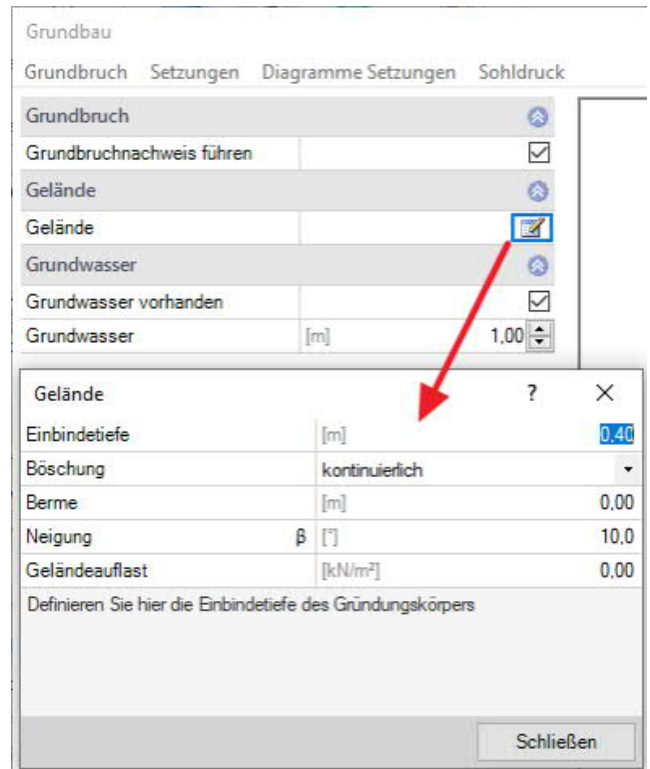 Grundbau
Grundbruch Setzungen Diagramme Setzungen Sohldruck
Grundbruch
Grundbruchnachweis führen
Gelände
Gelände
Grundwasser
Grundwasser vorhanden
Grundwasser [m] 1,00
Gelände ? ×
Einbindetiefe [m] 0,40
Böschung kontinuierlich
Berme [m] 0,00
Neigung β [°] 10,0
Geländeauflast [kN/m²] 0,00
Definieren Sie hier die Einbindetiefe des Gründungskörpers
Schließen